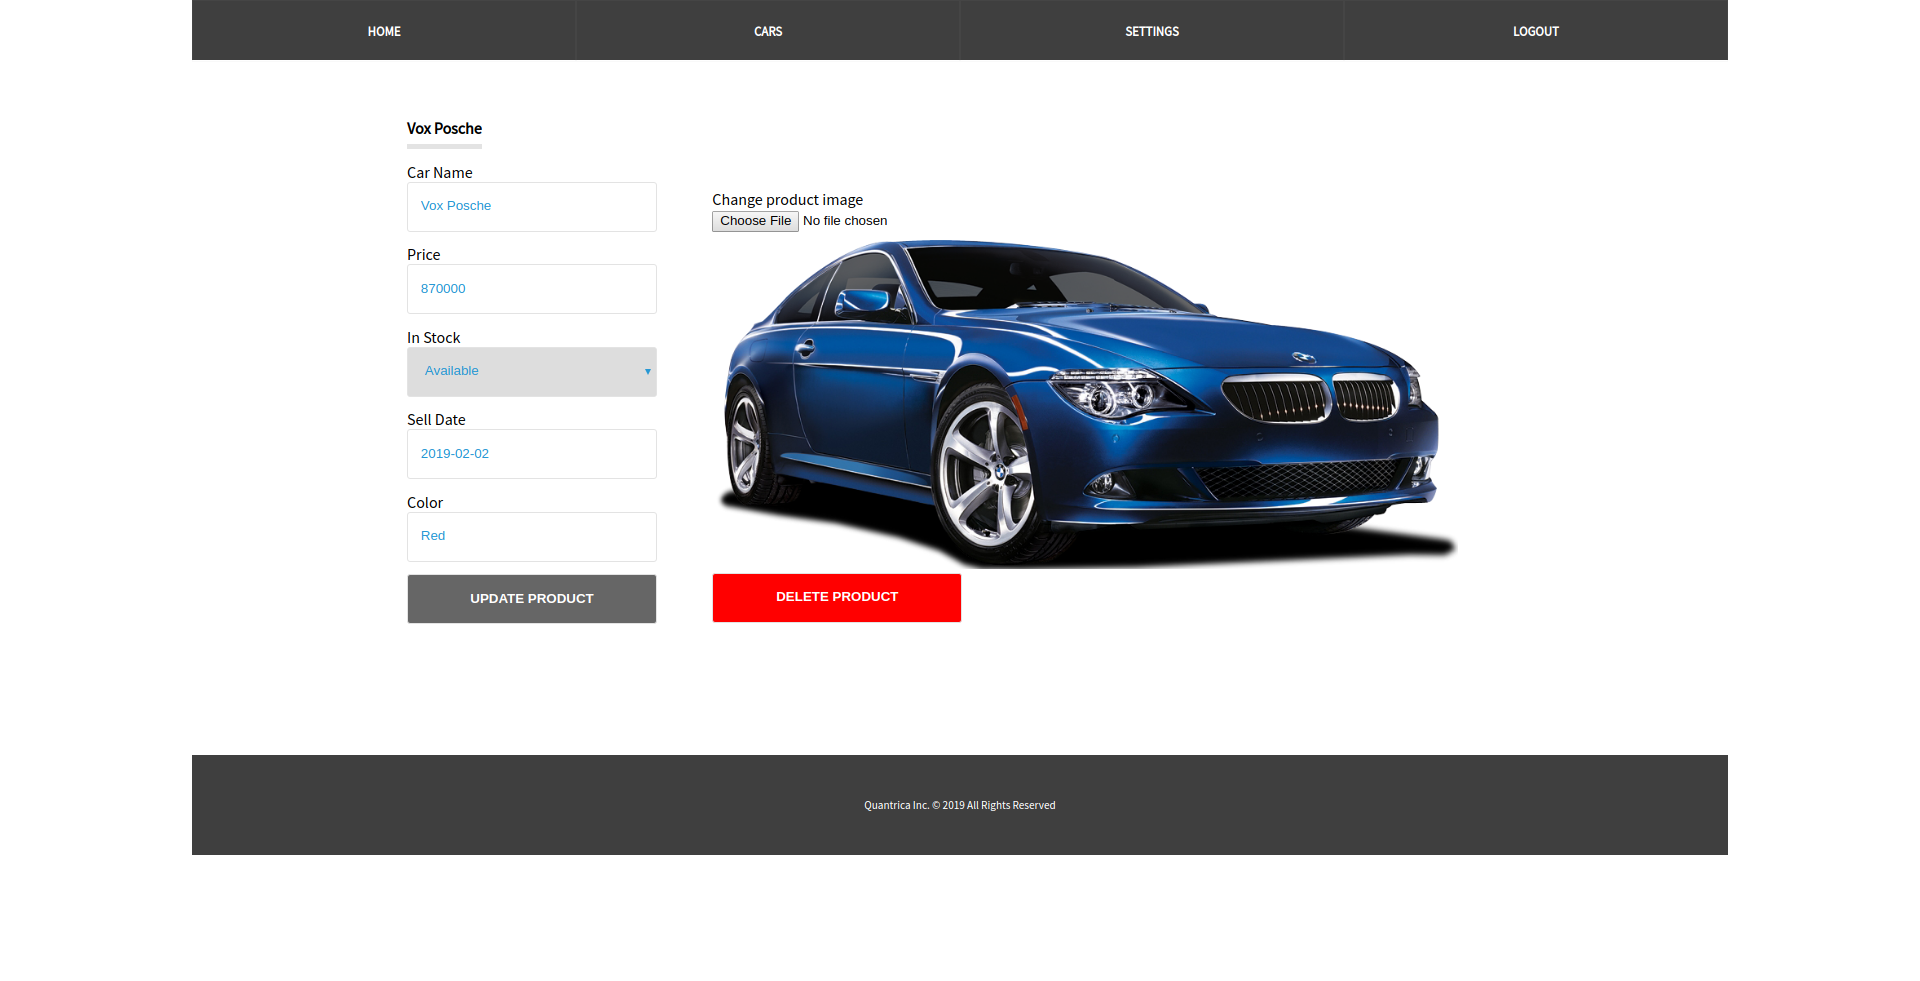 HOME
CARS
SETTINGS
LOGOUT
Vox Posche
Car Name
Vox Posche
Price
870000
In Stock
Available
Sell Date
2019-02-02
Color
Red
UPDATE PRODUCT
Change product image
Choose File No file chosen
DELETE PRODUCT
Quantrica Inc. © 2019 All Rights Reserved